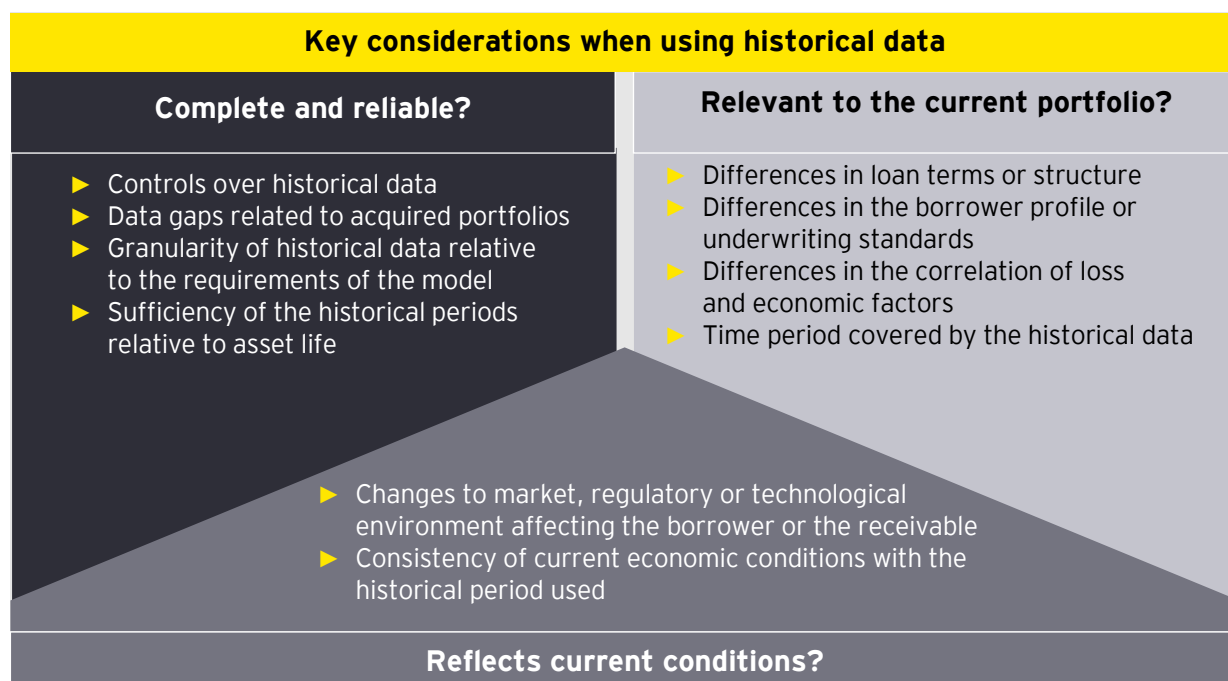 Key considerations when using historical data
Complete and reliable?
► Controls over historical data
► Data gaps related to acquired portfolios
► Granularity of historical data relative
to the requirements of the model
► Sufficiency of the historical periods
relative to asset life
Relevant to the current portfolio?
► Differences in loan terms or structure
► Differences in the borrower profile or
underwriting standards
► Differences in the correlation of loss
and economic factors
► Time period covered by the historical data
► Changes to market, regulatory or technological
environment affecting the borrower or the receivable
► Consistency of current economic conditions with the
historical period used
Reflects current conditions?